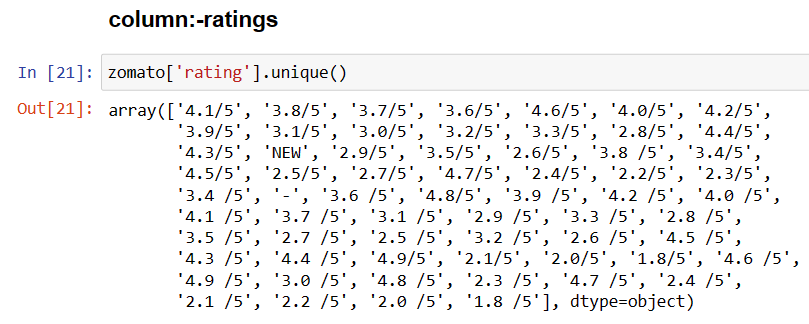 column:-ratings
In [21]: zomato['rating'].unique()
Out[21]: array(['4.1/5', '3.8/5', '3.7/5', '3.6/5', '4.6/5', '4.0/5', '4.2/5',
'3.9/5', '3.1/5', '3.0/5', '3.2/5', '3.3/5', '2.8/5', '4.4/5',
'4.3/5', 'NEW', '2.9/5', '3.5/5', '2.6/5', '3.8 /5', '3.4/5',
'4.5/5', '2.5/5', '2.7/5', '4.7/5', '2.4/5', '2.2/5', '2.3/5',
'3.4 /5', '-', '3.6 /5', '4.8/5', '3.9 /5', '4.2 /5', '4.0 /5',
'4.1 /5', '3.7 /5', '3.1 /5', '2.9 /5', '3.3 /5', '2.8 /5',
'3.5 /5', '2.7 /5', '2.5 /5', '3.2 /5', '2.6 /5', '4.5 /5',
'4.3 /5', '4.4 /5', '4.9/5', '2.1/5', '2.0/5', '1.8/5', '4.6 /5',
'4.9 /5', '3.0 /5', '4.8 /5', '2.3 /5', '4.7 /5', '2.4 /5',
'2.1 /5', '2.2 /5', '2.0 /5', '1.8 /5'], dtype=object)